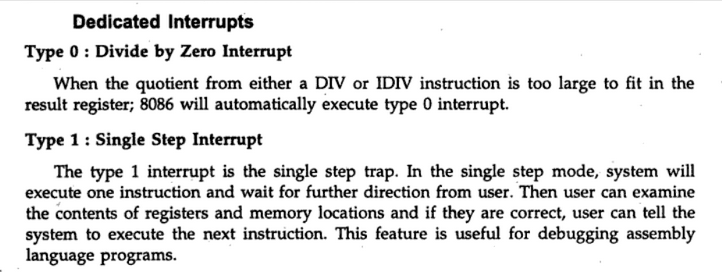 Dedicated Interrupts
Type 0 : Divide by Zero Interrupt
When the quotient from either a DIV or IDIV instruction is too large to fit in the
result register; 8086 will automatically execute type 0 interrupt.
Type 1 : Single Step Interrupt
The type 1 interrupt is the single step trap. In the single step mode, system will
execute one instruction and wait for further direction from user. Then user can examine
the contents of registers and memory locations and if they are correct, user can tell the
system to execute the next instruction. This feature is useful for debugging assembly
language programs.